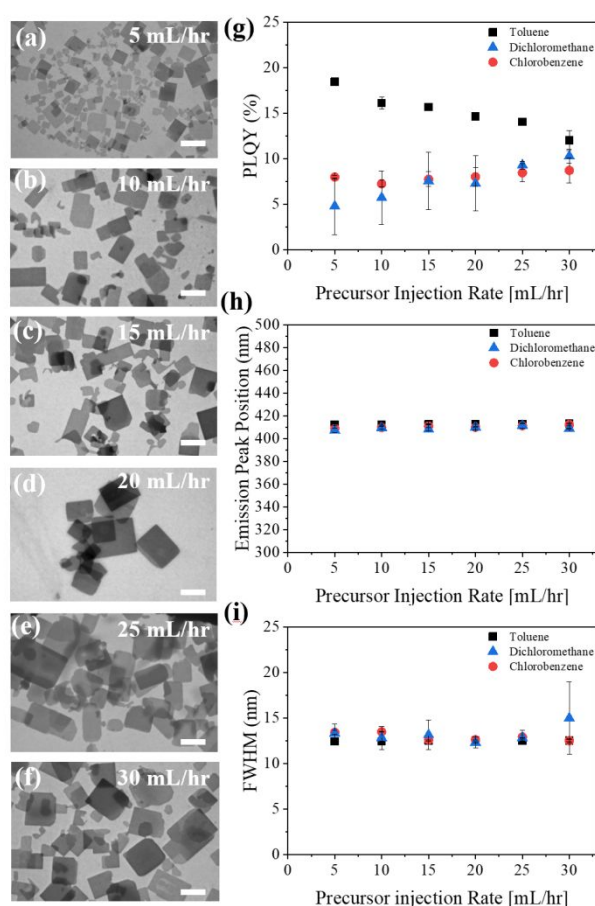 (a) 5 mL/hr
(b) 10 mL/hr
(c) 15 mL/hr
(d) 20 mL/hr
(e) 25 mL/hr
(f) 30 mL/hr
(g)
Toluene
Dichloromethane
Chlorobenzene
25
20
15
10
5
0
PLQY (%)
0 5 10 15 20 25 30
Precursor Injection Rate [mL/hr]
(h)
Toluene
Dichloromethane
Chlorobenzene
500
480
460
440
420
400
380
360
340
320
300
Emission Peak Position (nm)
0 5 10 15 20 25 30
Precursor Injection Rate [mL/hr]
(i)
Toluene
Dichloromethane
Chlorobenzene
25
20
15
10
5
0
FWHM (nm)
0 5 10 15 20 25 30
Precursor injection Rate [mL/hr]